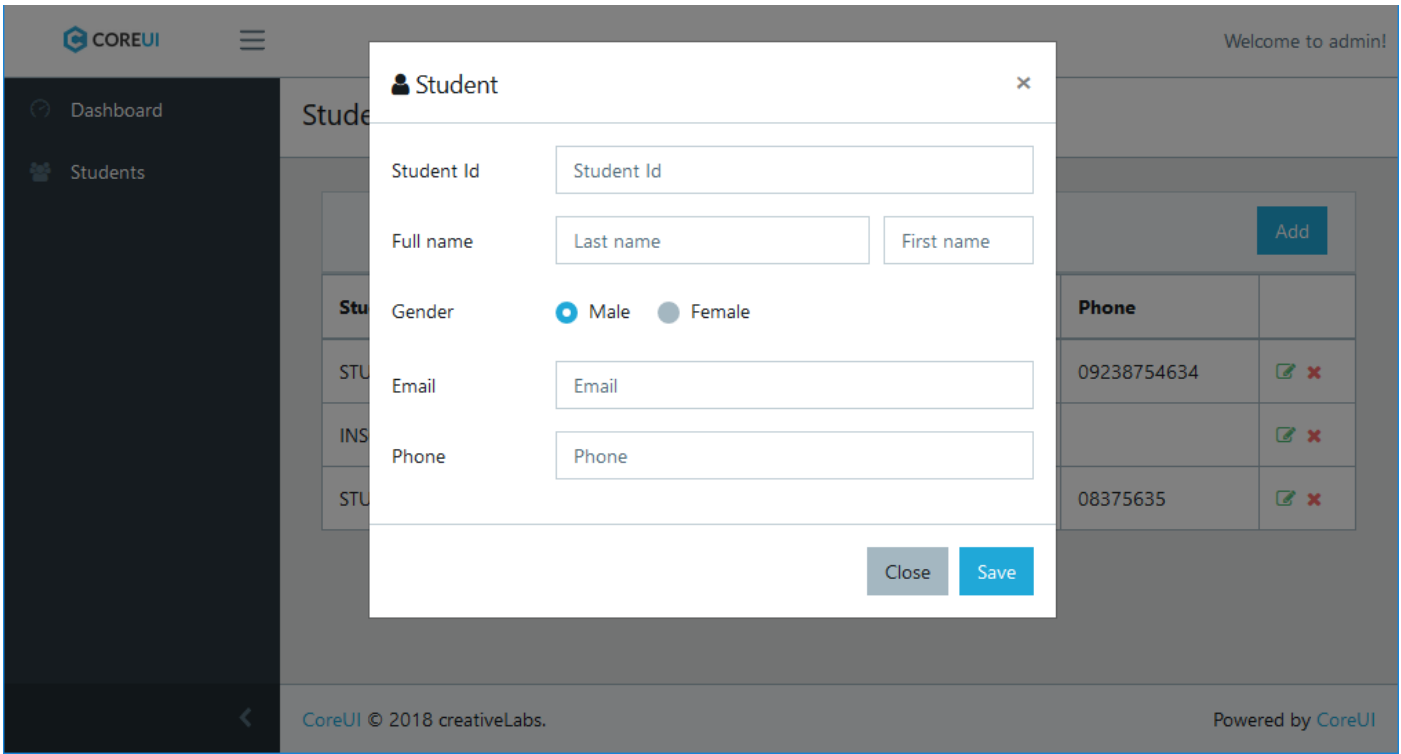 COREUI
Welcome to admin!
Dashboard
Students
Student
×
Student Id
Student Id
Full name
Last name
First name
Gender
Male
Female
Email
Email
Phone
Phone
Close
Save
Add
Phone
STU
09238754634
INS
STU
08375635
CoreUI © 2018 creativeLabs.
Powered by CoreUI